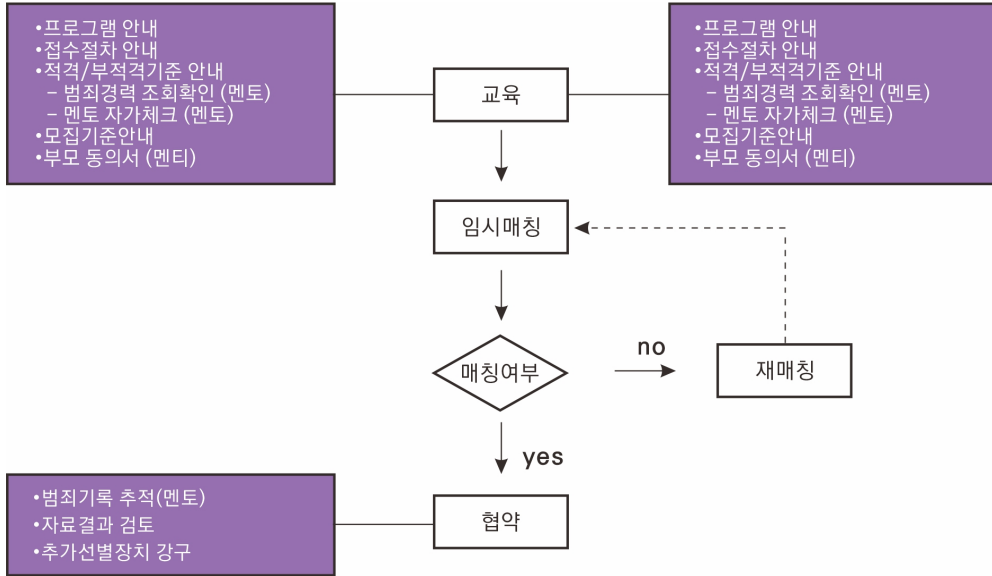 •프로그램 안내
•접수절차 안내
•적격/부적격기준 안내
– 범죄경력 조회확인 (멘토)
– 멘토 자가체크 (멘토)
•모집기준안내
•부모 동의서 (멘티)
교육
•프로그램 안내
•접수절차 안내
•적격/부적격기준 안내
– 범죄경력 조회확인 (멘토)
– 멘토 자가체크 (멘토)
•모집기준안내
•부모 동의서 (멘티)
임시매칭
매칭여부
no
재매칭
yes
•범죄기록 추적(멘토)
•자료결과 검토
•추가선별장치 강구
협약